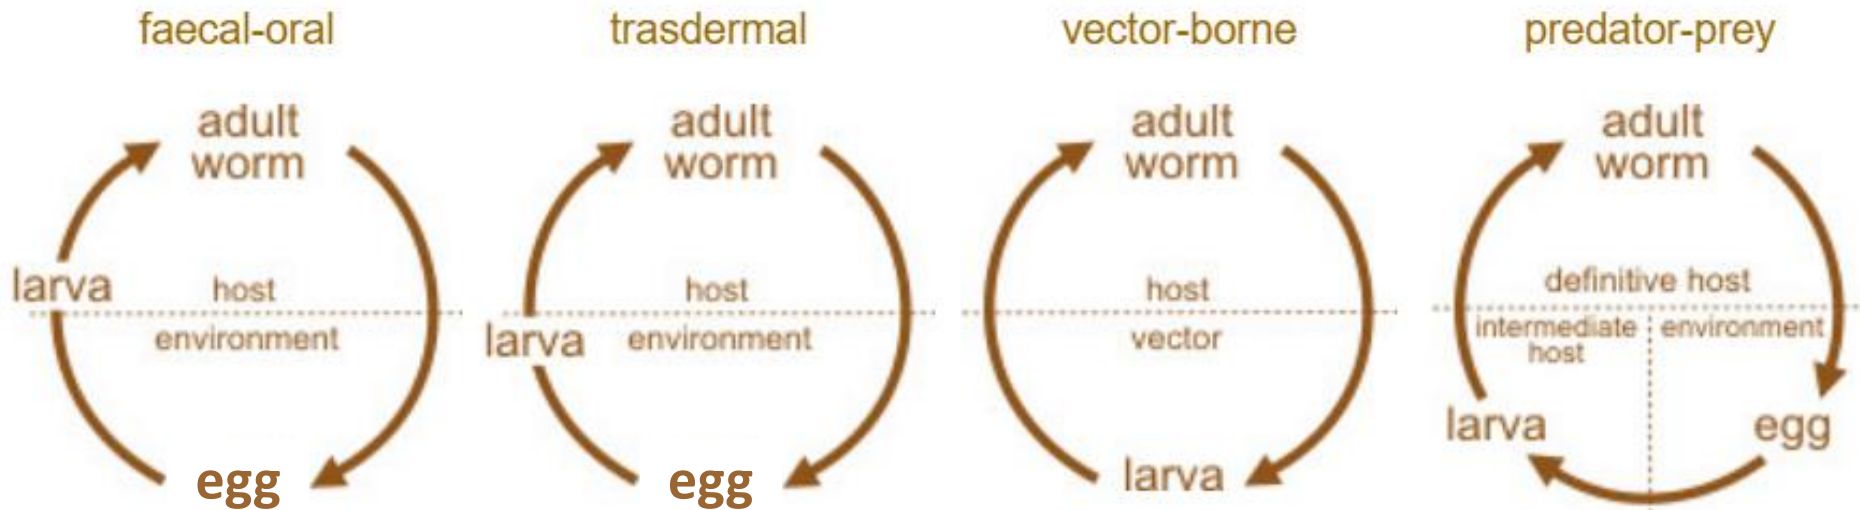 faecal-oral
adult
worm
larva
host
environment
egg
trasdermal
adult
worm
host
larva
environment
egg
vector-borne
adult
worm
host
vector
larva
predator-prey
adult
worm
definitive host
intermediate
host
environment
larva
egg